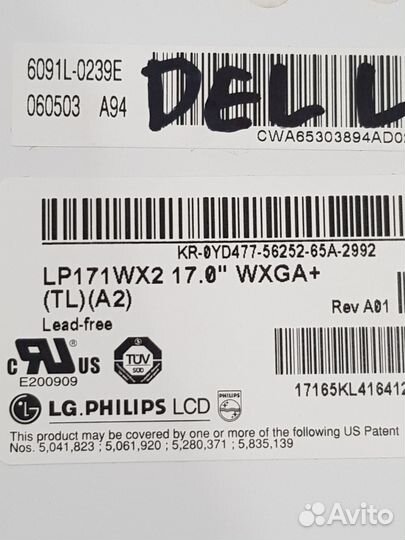 6091L-0239E
060503 A94
DELL
CWA65303894AD0
KR-0YD477-56252-65A-2992
LP171WX2 17.0" WXGA+
(TL)(A2)
Rev A01
Lead-free
c RU US
TÜV
E200909
17165KL416412
LG.PHILIPS LCD PHILIPS
This product may be covered by one or more of the following US Patent
Nos. 5,041,823 ; 5,061,920 ; 5,280,371 ; 5,835,139
Avito